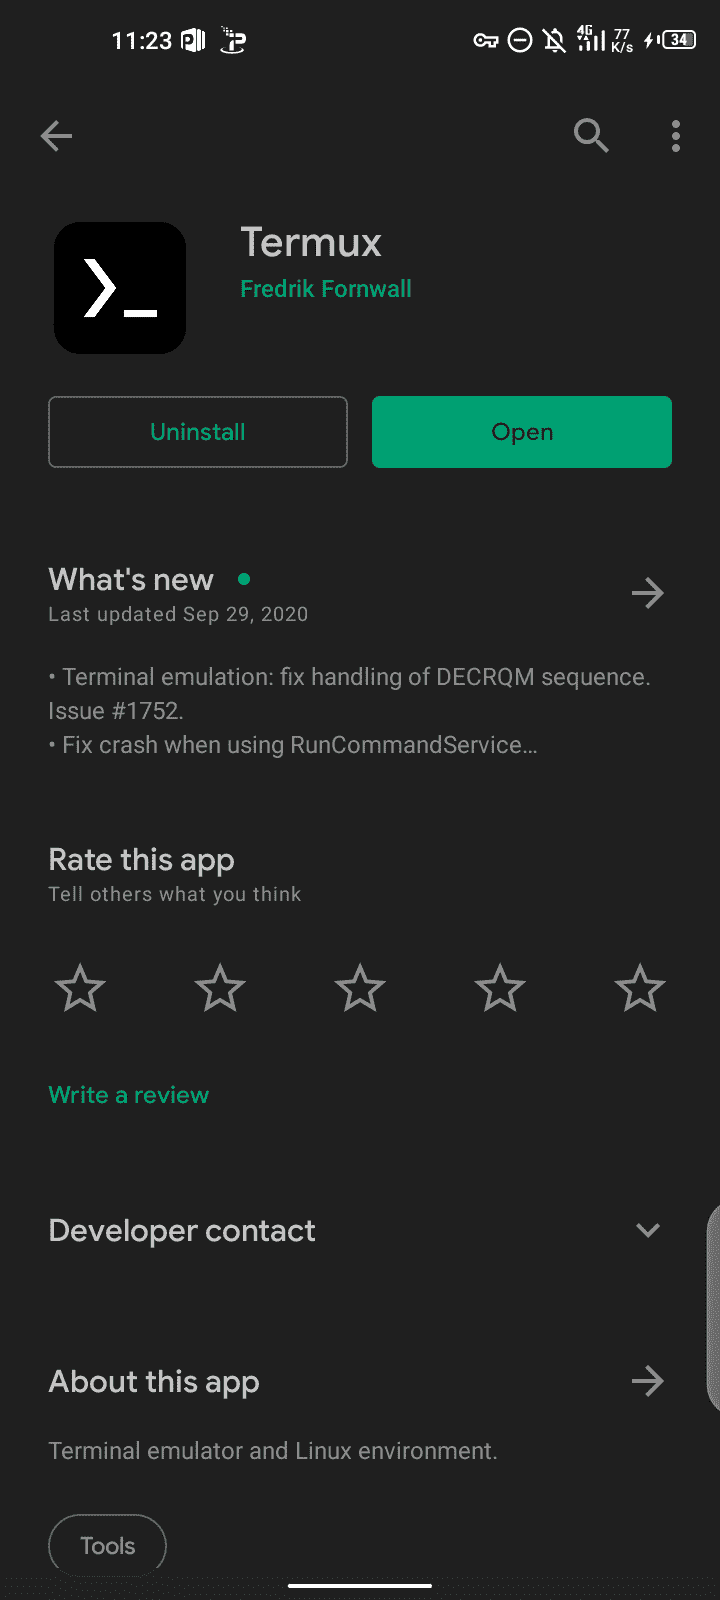 11:23
4G
77
K/s
34
Termux
Fredrik Fornwall
Uninstall
Open
What's new
Last updated Sep 29, 2020
• Terminal emulation: fix handling of DECRQM sequence.
Issue #1752.
• Fix crash when using RunCommandService…
Rate this app
Tell others what you think
Write a review
Developer contact
About this app
Terminal emulator and Linux environment.
Tools